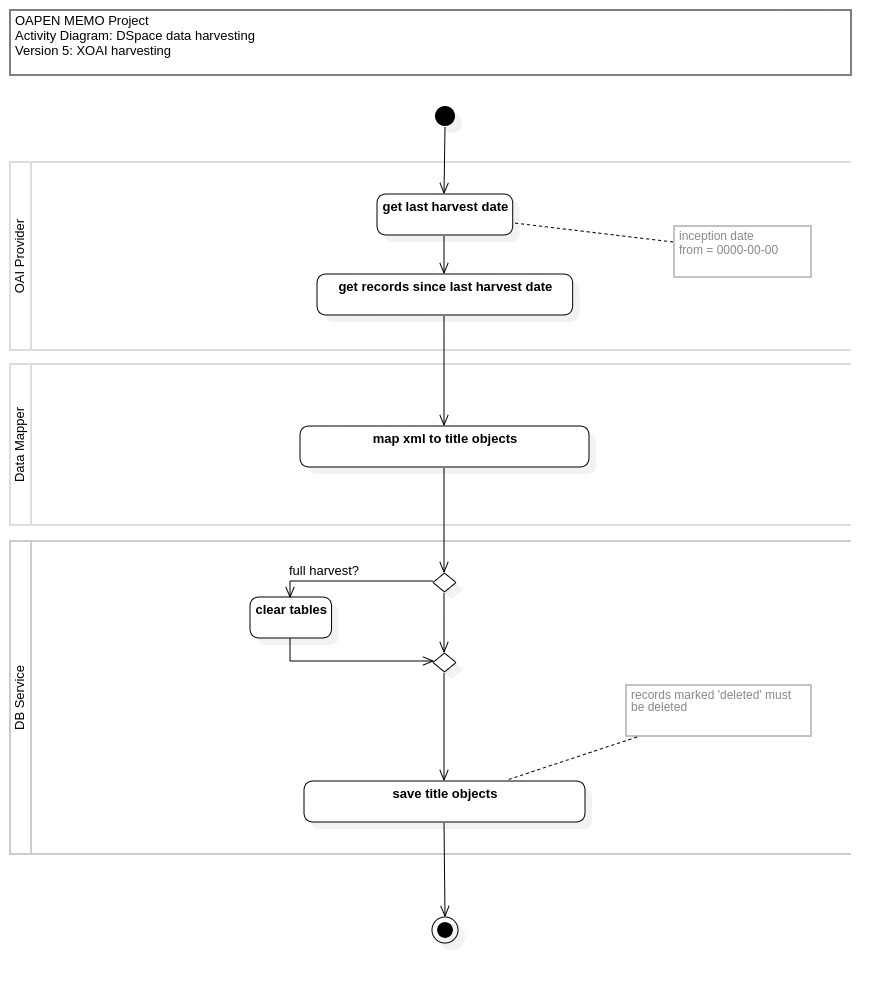 OAPEN MEMO Project
Activity Diagram: DSpace data harvesting
Version 5: XOAI harvesting
OAI Provider
get last harvest date
inception date
from = 0000-00-00
get records since last harvest date
Data Mapper
map xml to title objects
DB Service
full harvest?
clear tables
records marked 'deleted' must
be deleted
save title objects